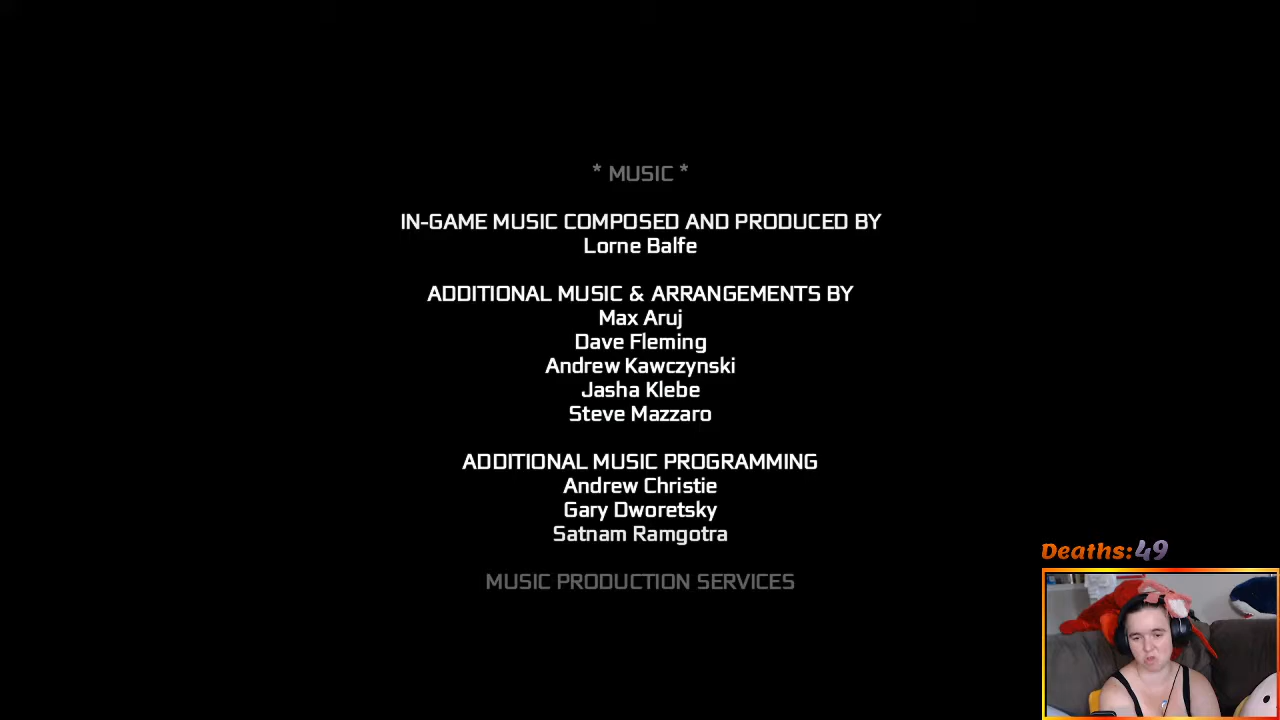 * MUSIC *
IN-GAME MUSIC COMPOSED AND PRODUCED BY
Lorne Balfe
ADDITIONAL MUSIC & ARRANGEMENTS BY
Max Aruj
Dave Fleming
Andrew Kawczynski
Jasha Klebe
Steve Mazzaro
ADDITIONAL MUSIC PROGRAMMING
Andrew Christie
Gary Dworetsky
Satnam Ramgotra
MUSIC PRODUCTION SERVICES
Deaths:49